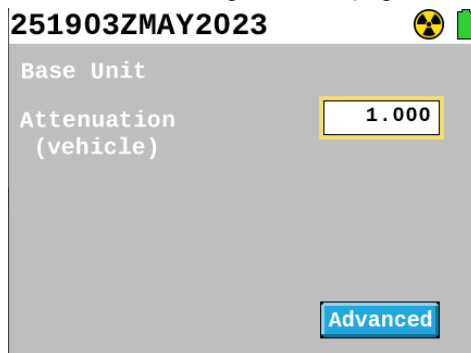 251903ZMAY2023
Base Unit
Attenuation 1.000
(vehicle)
Advanced